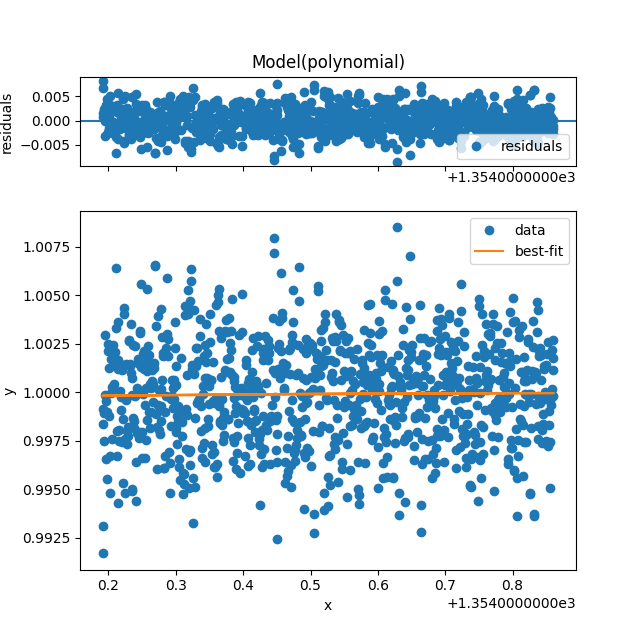 Model(polynomial)
residuals
0.005
0.000
−0.005
residuals
+1.3540000000e3
y
1.0075
1.0050
1.0025
1.0000
0.9975
0.9950
0.9925
data
best-fit
0.2 0.3 0.4 0.5 0.6 0.7 0.8
x
+1.3540000000e3